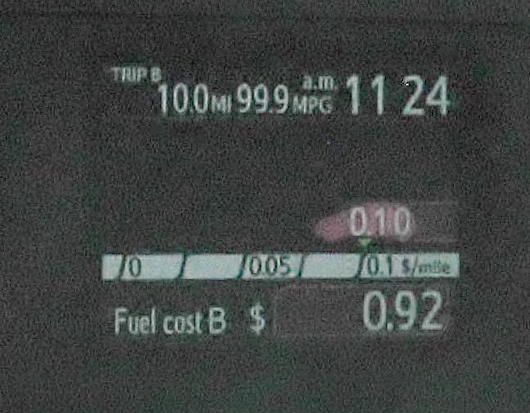 TRIP B
10.0 MI 99.9 MPG a.m. 11 24
0.10
0 0.05 0.1 $/mile
Fuel cost B $ 0.92